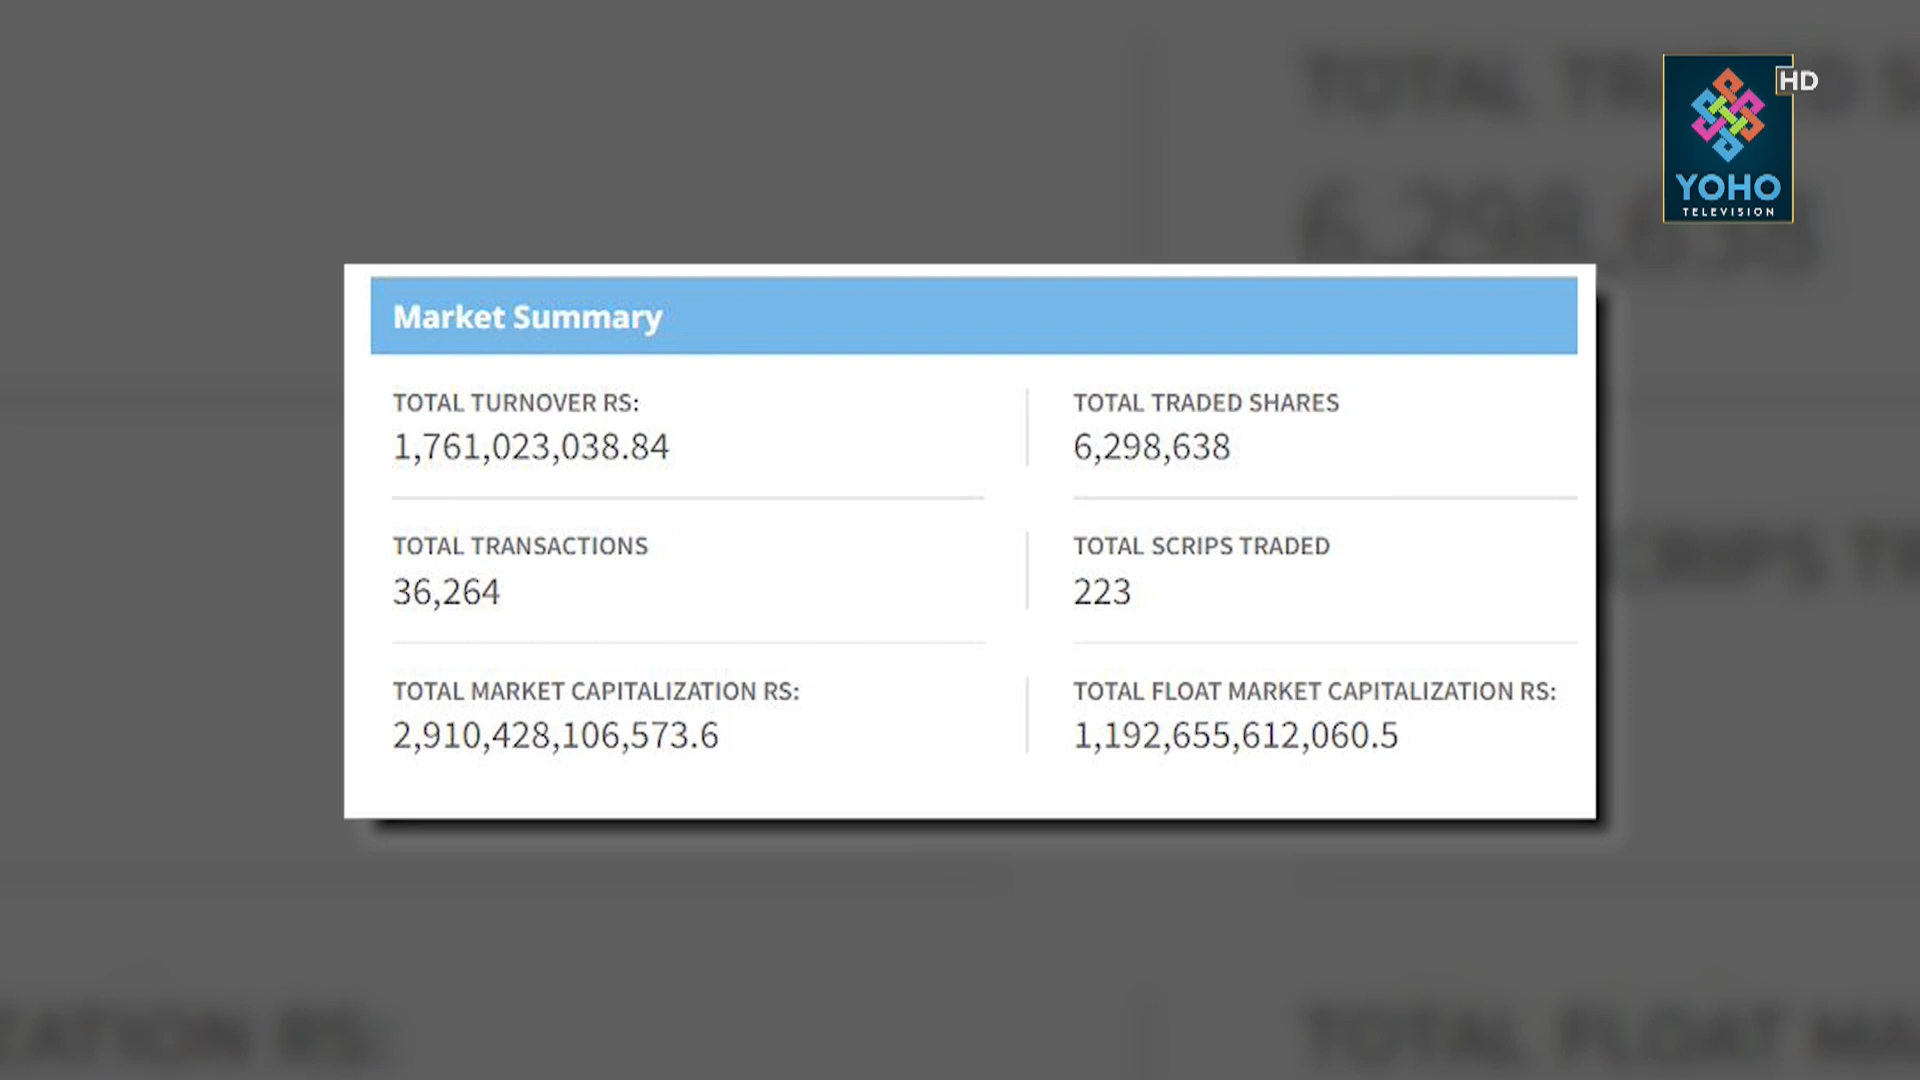 HD
YOHO
TELEVISION
Market Summary
TOTAL TURNOVER RS:
1,761,023,038.84
TOTAL TRADED SHARES
6,298,638
TOTAL TRANSACTIONS
36,264
TOTAL SCRIPS TRADED
223
TOTAL MARKET CAPITALIZATION RS:
2,910,428,106,573.6
TOTAL FLOAT MARKET CAPITALIZATION RS:
1,192,655,612,060.5